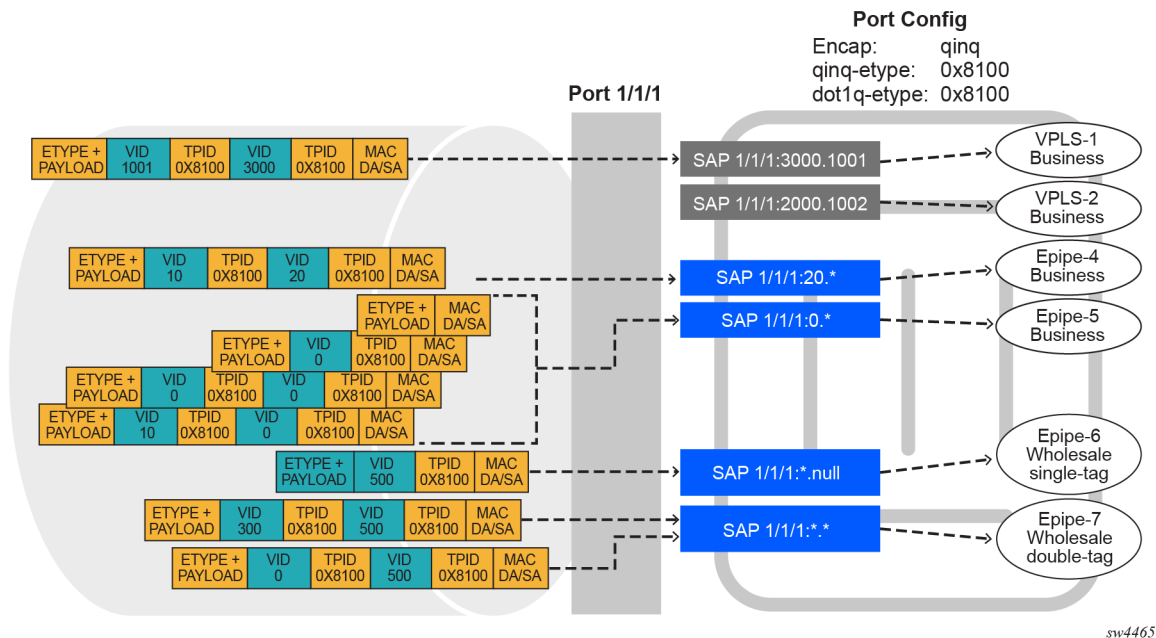 Port Config
Encap: qinq
qinq-etype: 0x8100
dot1q-etype: 0x8100
Port 1/1/1
ETYPE + PAYLOAD VID 1001 TPID 0X8100 VID 3000 TPID 0X8100 MAC DA/SA
SAP 1/1/1:3000.1001
VPLS-1
Business
SAP 1/1/1:2000.1002
VPLS-2
Business
ETYPE + PAYLOAD VID 10 TPID 0X8100 VID 20 TPID 0X8100 MAC DA/SA
SAP 1/1/1:20.*
Epipe-4
Business
ETYPE + PAYLOAD MAC DA/SA
SAP 1/1/1:0.*
Epipe-5
Business
ETYPE + PAYLOAD VID 0 TPID 0X8100 MAC DA/SA
ETYPE + PAYLOAD VID 0 TPID 0X8100 VID 0 TPID 0X8100 MAC DA/SA
ETYPE + PAYLOAD VID 10 TPID 0X8100 VID 0 TPID 0X8100 MAC DA/SA
ETYPE + PAYLOAD VID 500 TPID 0X8100 MAC DA/SA
SAP 1/1/1:*.null
Epipe-6
Wholesale
single-tag
ETYPE + PAYLOAD VID 300 TPID 0X8100 VID 500 TPID 0X8100 MAC DA/SA
SAP 1/1/1:*.*
Epipe-7
Wholesale
double-tag
ETYPE + PAYLOAD VID 0 TPID 0X8100 VID 500 TPID 0X8100 MAC DA/SA
sw4465